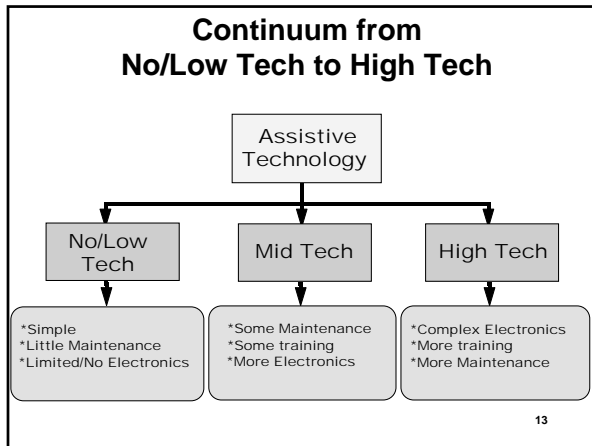 Continuum from
No/Low Tech to High Tech
Assistive
Technology
No/Low
Tech
Mid Tech
High Tech
*Simple
*Little Maintenance
*Limited/No Electronics
*Some Maintenance
*Some training
*More Electronics
*Complex Electronics
*More training
*More Maintenance
13